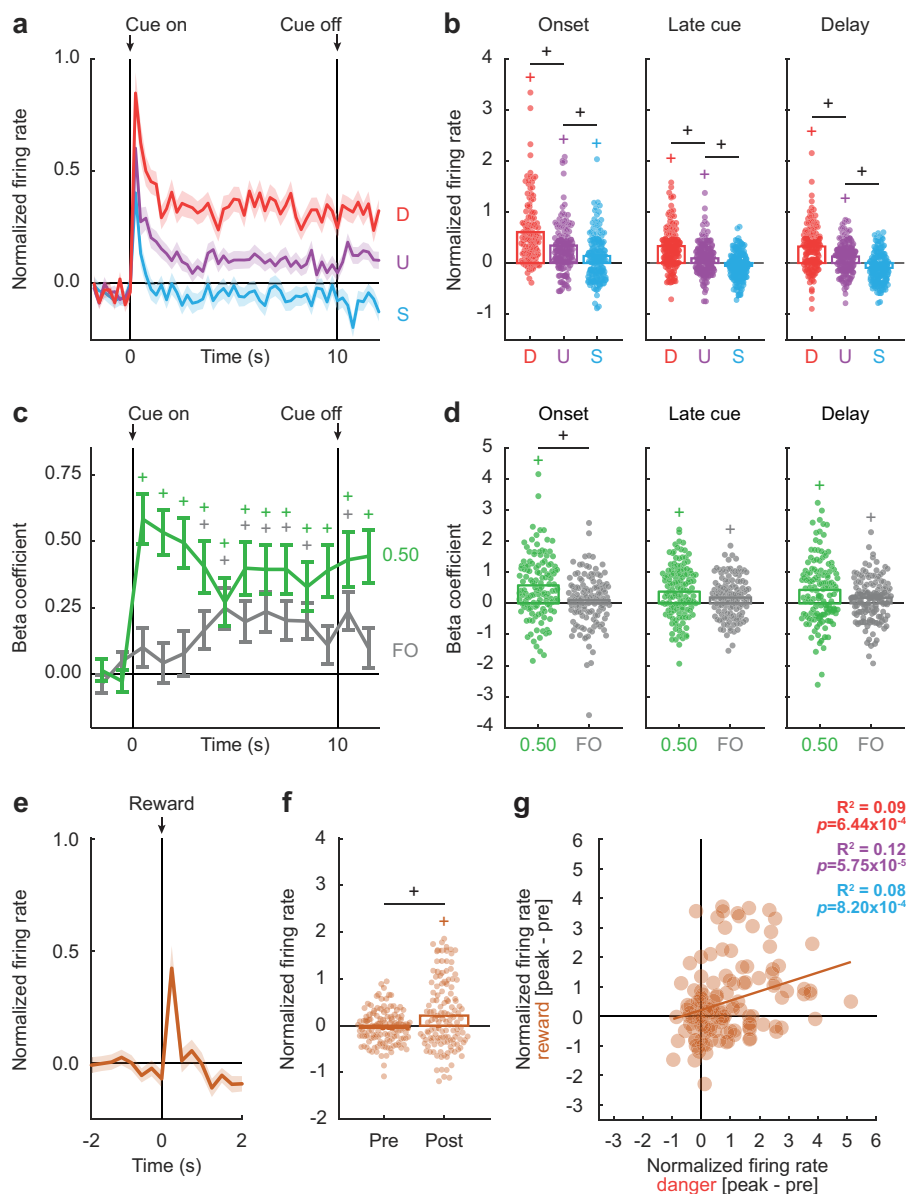 a
Cue on
Cue off
Normalized firing rate
1.0
0.5
0.0
D
U
S
0
Time (s)
10
b
Onset
Late cue
Delay
Normalized firing rate
4
3
2
1
0
-1
+
+
+
+
+
+
+
+
+
+
+
+
+
+
D U S
D U S
D U S
c
Cue on
Cue off
Beta coefficient
0.75
0.50
0.25
0.00
+ + + + + + + + + + + +
+ + + + + + +
0.50
FO
0
Time (s)
10
d
Onset
Late cue
Delay
Beta coefficient
5
4
3
2
1
0
-1
-2
-3
-4
+
+
+
+
+
+
0.50 FO
0.50 FO
0.50 FO
e
Reward
Normalized firing rate
1.0
0.5
0.0
-2
0
2
Time (s)
f
Normalized firing rate
4
3
2
1
0
-1
-2
+
+
Pre
Post
g
R² = 0.09
p=6.44x10⁻⁴
R² = 0.12
p=5.75x10⁻⁵
R² = 0.08
p=8.20x10⁻⁴
Normalized firing rate
reward [peak - pre]
6
5
4
3
2
1
0
-1
-2
-3
-3 -2 -1 0 1 2 3 4 5 6
Normalized firing rate
danger [peak - pre]